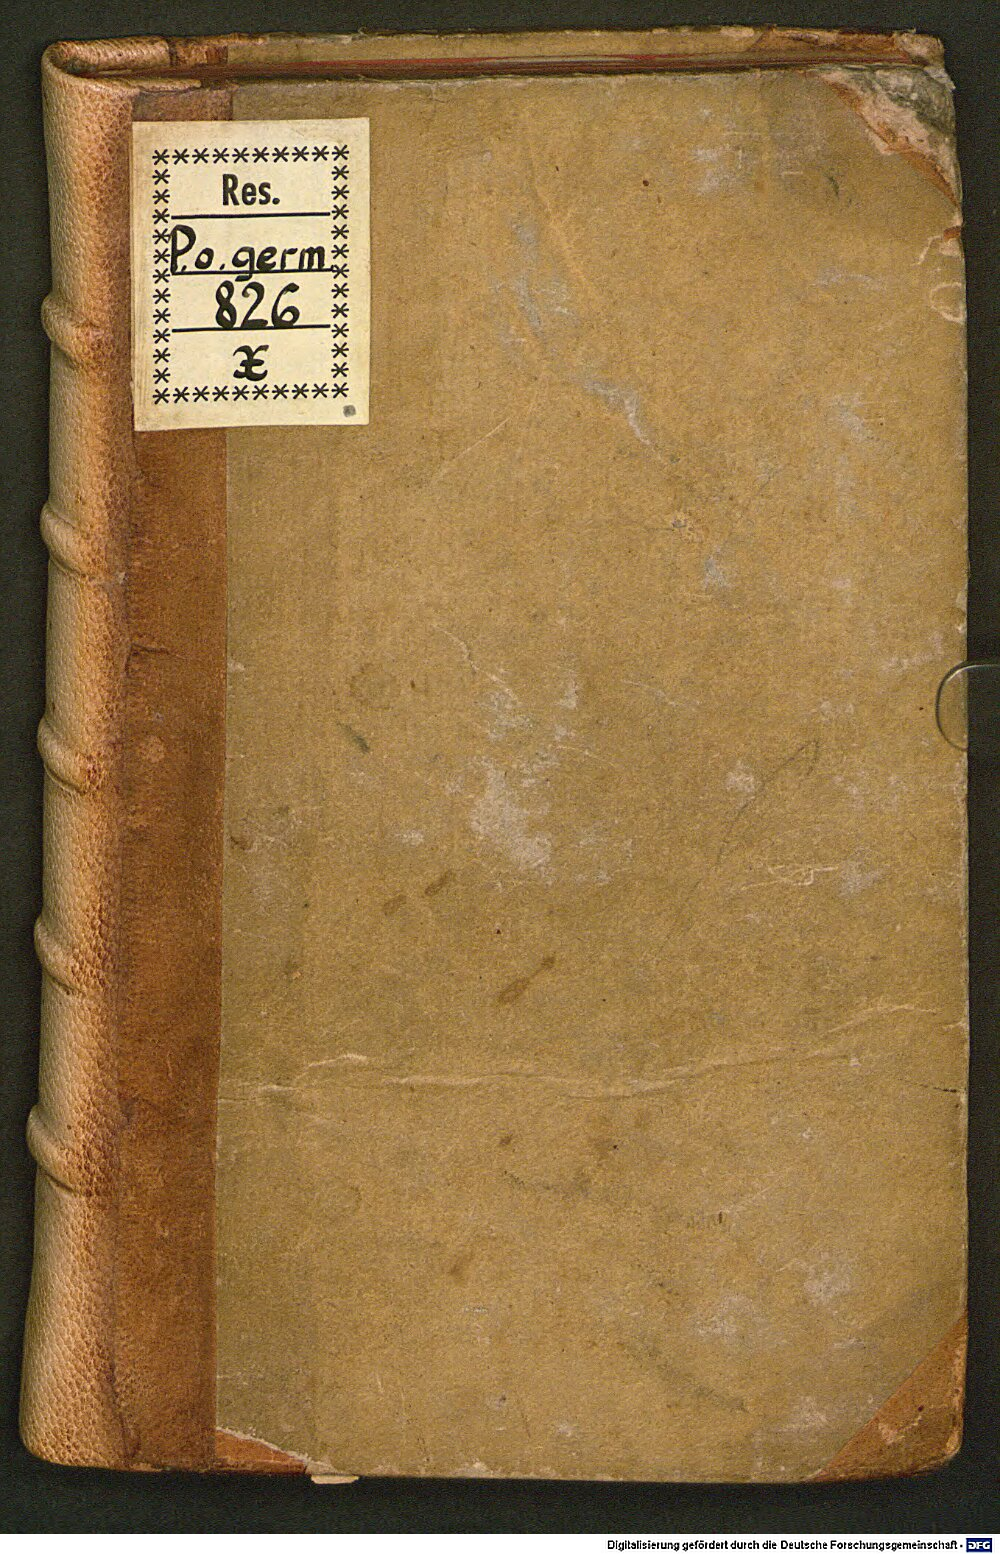 Res.
P.o.germ.
826
x
Digitalisierung gefördert durch die Deutsche Forschungsgemeinschaft - DFG